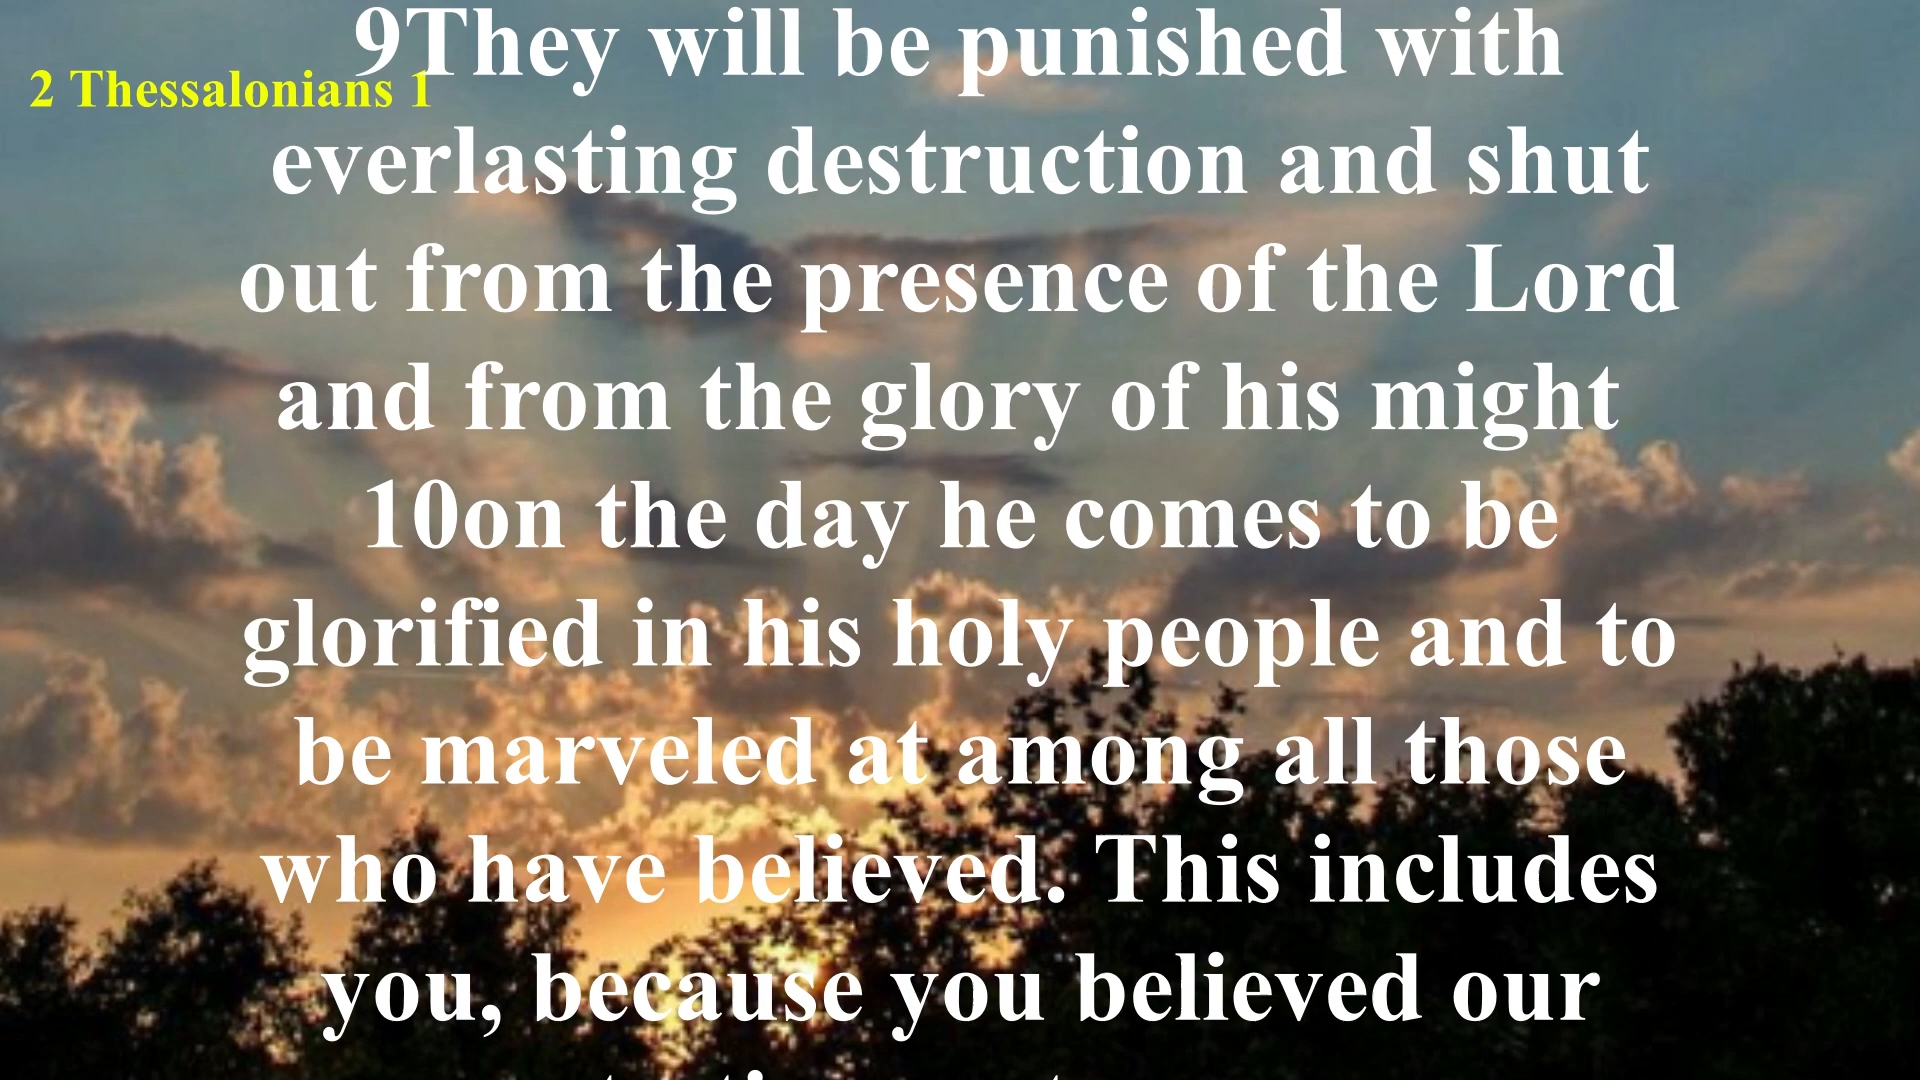 9They will be punished with
2 Thessalonians 1
everlasting destruction and shut
out from the presence of the Lord
and from the glory of his might
10on the day he comes to be
glorified in his holy people and to
be marveled at among all those
who have believed. This includes
you, because you believed our